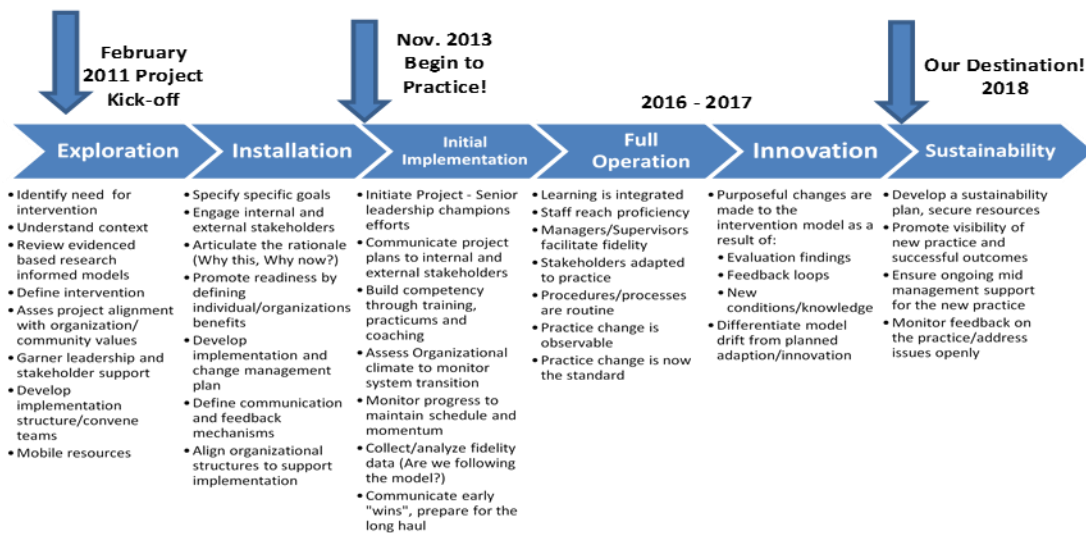 February
2011 Project
Kick-off
Nov. 2013
Begin to
Practice!
2016 - 2017
Our Destination!
2018
Exploration
Installation
Initial
Implementation
Full
Operation
Innovation
Sustainability
• Identify need for
intervention
• Understand context
• Review evidenced
based research
informed models
• Define intervention
• Asses project alignment
with organization/
community values
• Garner leadership and
stakeholder support
• Develop
implementation
structure/convene
teams
• Mobile resources
• Specify specific goals
• Engage internal and
external stakeholders
• Articulate the rationale
(Why this, Why now?)
• Promote readiness by
defining
individual/organizations
benefits
• Develop
implementation and
change management
plan
• Define communication
and feedback
mechanisms
• Align organizational
structures to support
implementation
• Initiate Project - Senior
leadership champions
efforts
• Communicate project
plans to internal and
external stakeholders
• Build competency
through training,
practicums and
coaching
• Assess Organizational
climate to monitor
system transition
• Monitor progress to
maintain schedule and
momentum
• Collect/analyze fidelity
data (Are we following
the model?)
• Communicate early
"wins", prepare for the
long haul
• Learning is integrated
• Staff reach proficiency
• Managers/Supervisors
facilitate fidelity
• Stakeholders adapted
to practice
• Procedures/processes
are routine
• Practice change is
observable
• Practice change is now
the standard
• Purposeful changes are
made to the
intervention model as a
result of:
• Evaluation findings
• Feedback loops
• New
conditions/knowledge
• Differentiate model
drift from planned
adaption/innovation
• Develop a sustainability
plan, secure resources
• Promote visibility of
new practice and
successful outcomes
• Ensure ongoing mid
management support
for the new practice
• Monitor feedback on
the practice/address
issues openly